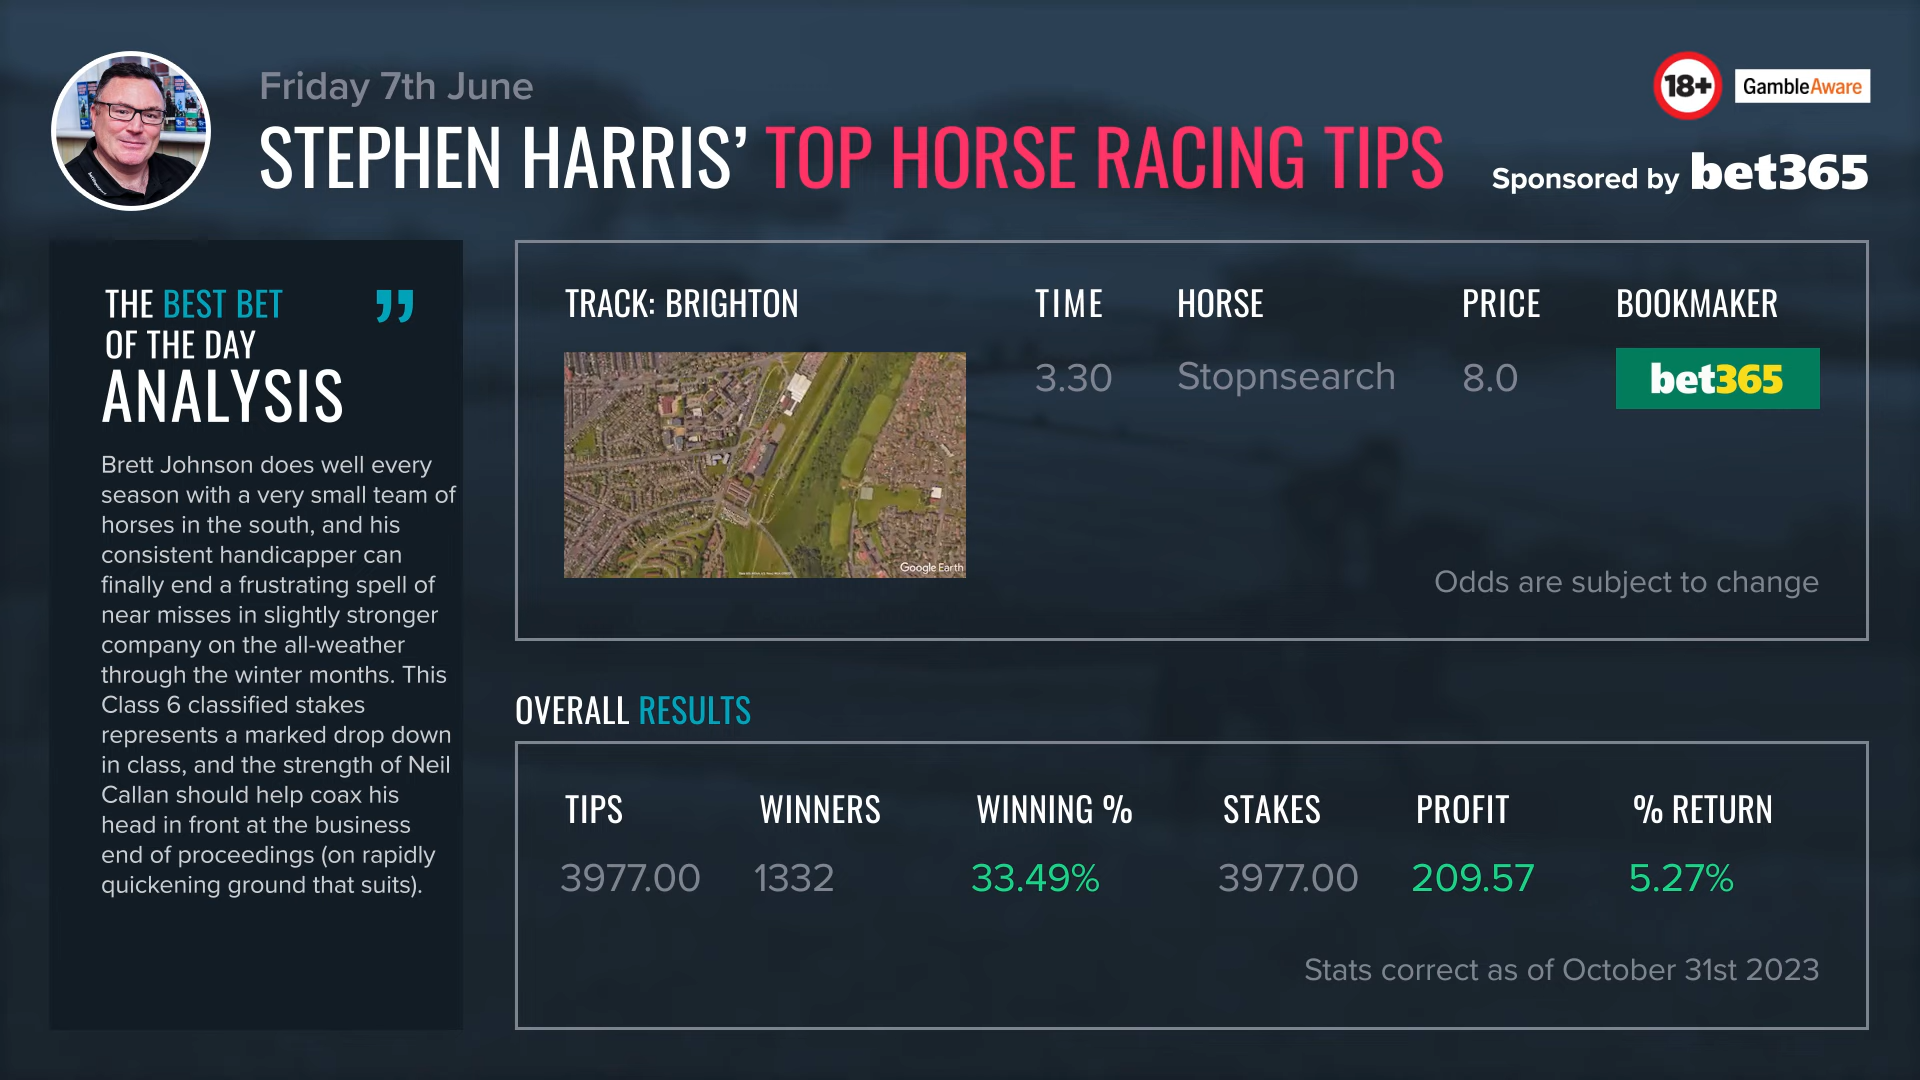 Friday 7th June
STEPHEN HARRIS’ TOP HORSE RACING TIPS
18+
GambleAware
Sponsored by bet365
THE BEST BET
OF THE DAY
ANALYSIS
”
Brett Johnson does well every
season with a very small team of
horses in the south, and his
consistent handicapper can
finally end a frustrating spell of
near misses in slightly stronger
company on the all-weather
through the winter months. This
Class 6 classified stakes
represents a marked drop down
in class, and the strength of Neil
Callan should help coax his
head in front at the business
end of proceedings (on rapidly
quickening ground that suits).
TRACK: BRIGHTON
Google Earth
TIME HORSE PRICE BOOKMAKER
3.30 Stopnsearch 8.0 bet365
Odds are subject to change
OVERALL RESULTS
TIPS WINNERS WINNING % STAKES PROFIT % RETURN
3977.00 1332 33.49% 3977.00 209.57 5.27%
Stats correct as of October 31st 2023